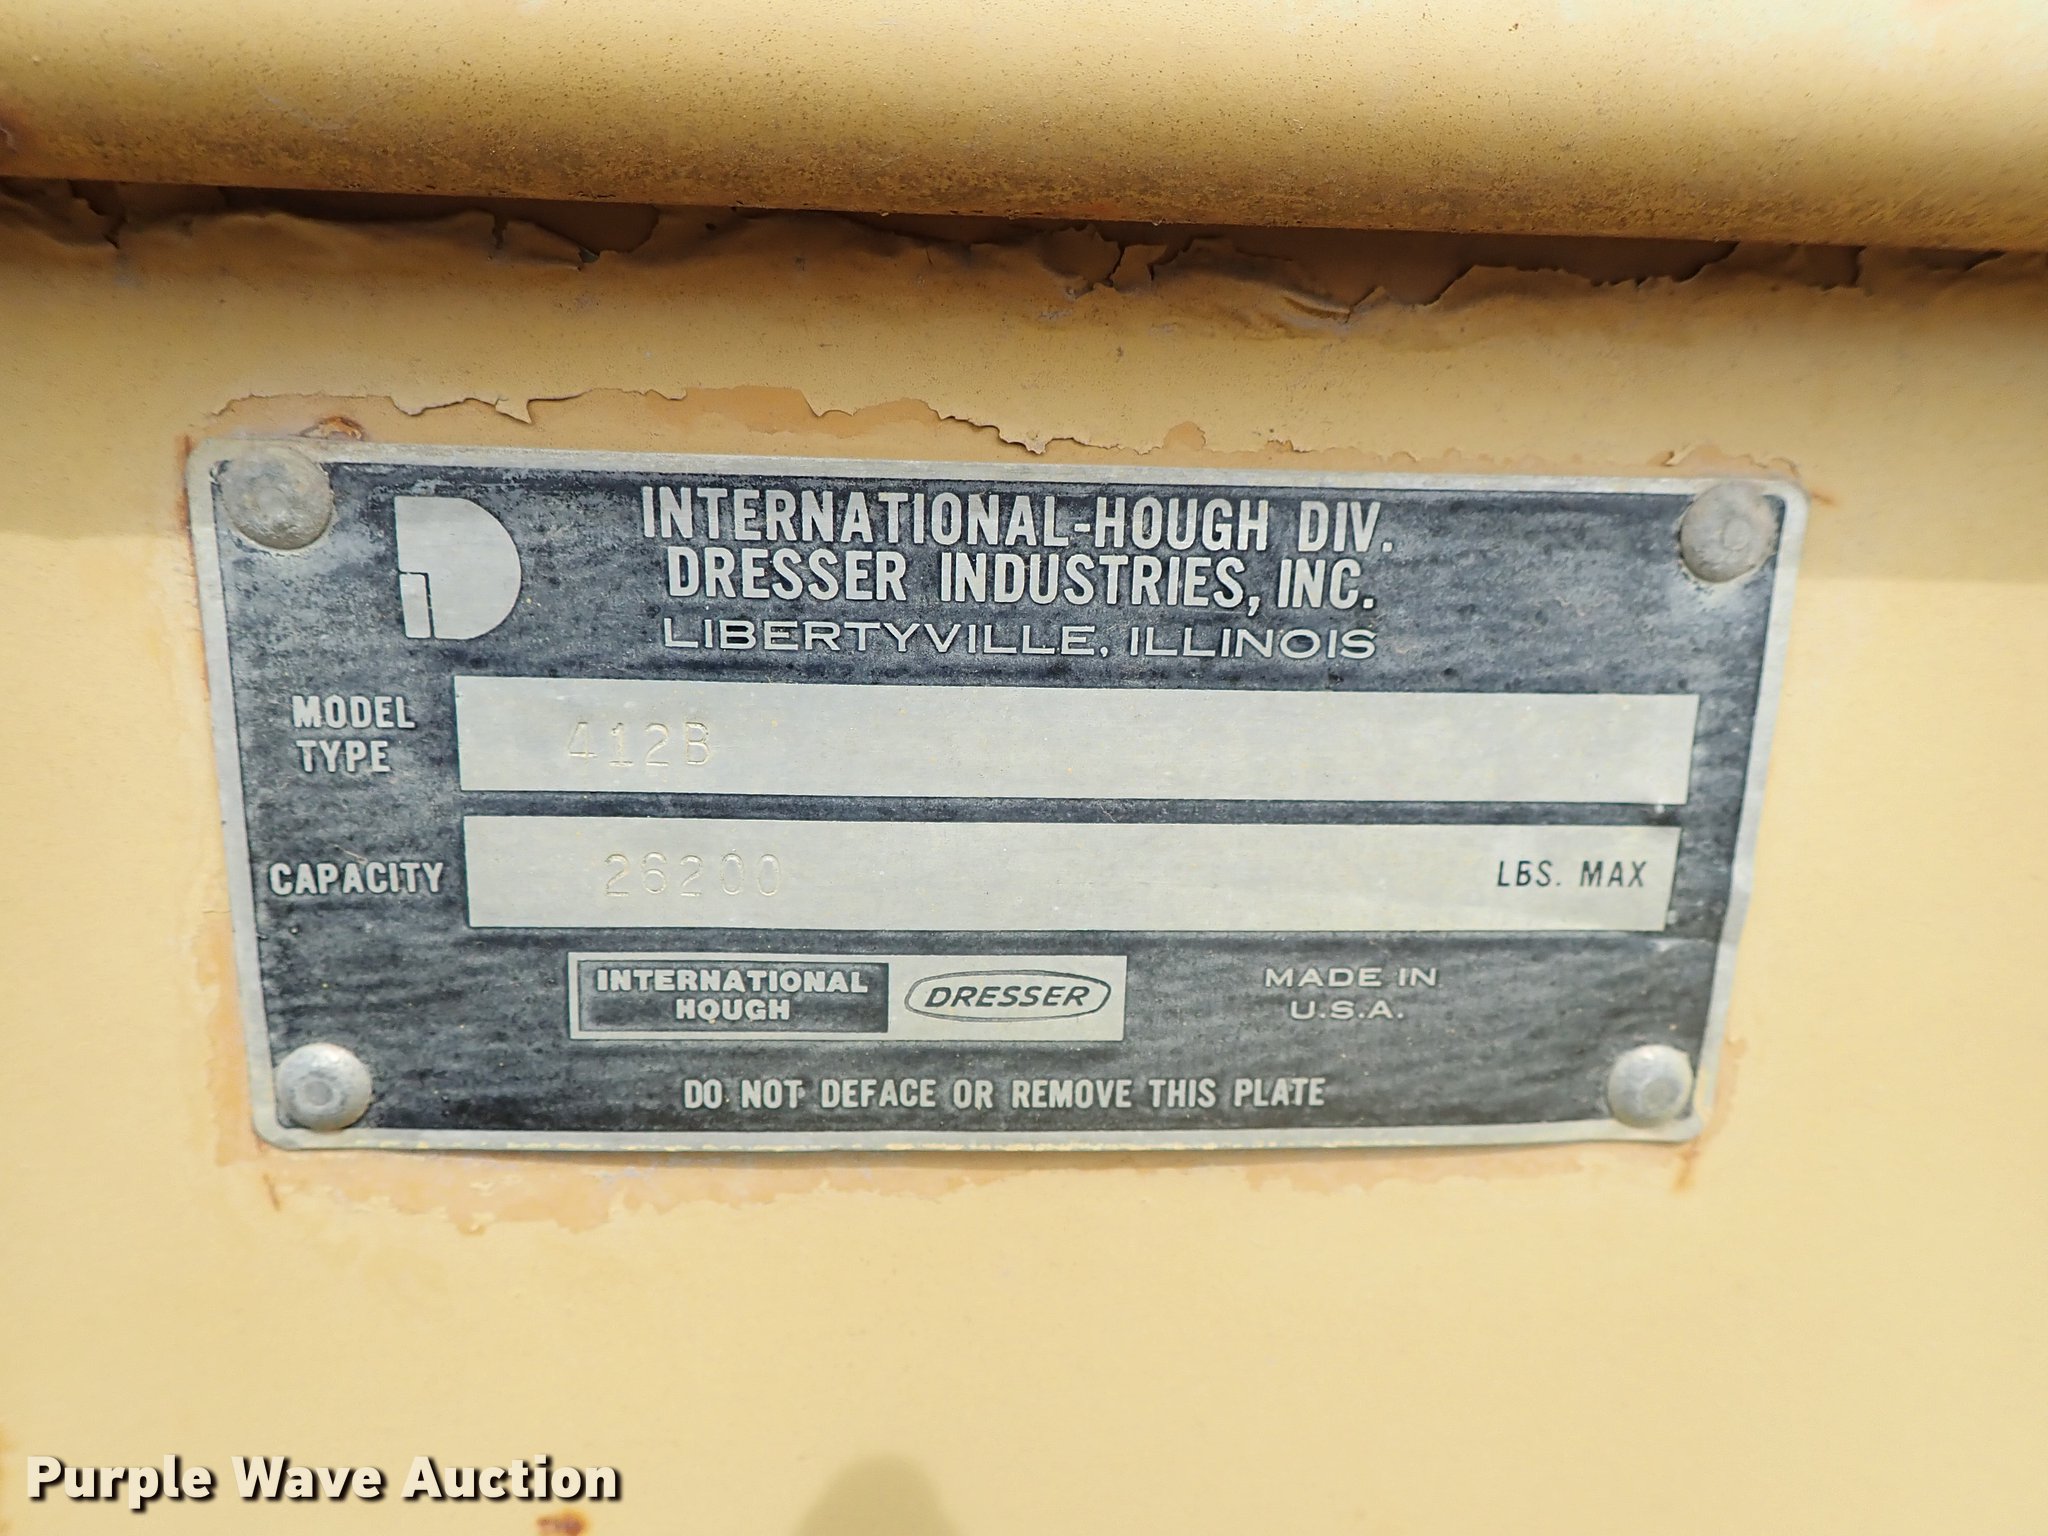 INTERNATIONAL-HOUGH DIV.
DRESSER INDUSTRIES, INC.
LIBERTYVILLE, ILLINOIS
MODEL
TYPE
412B
CAPACITY
26200
LBS. MAX
INTERNATIONAL
HOUGH
DRESSER
MADE IN
U.S.A.
DO NOT DEFACE OR REMOVE THIS PLATE
Purple Wave Auction